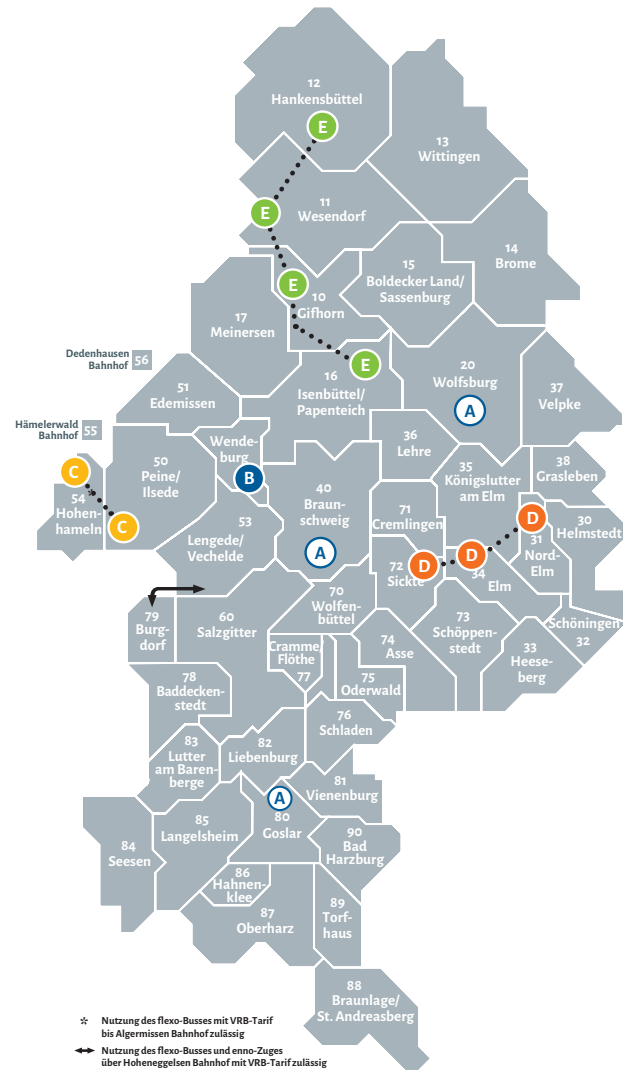 12
Hankensbüttel
E
13
Wittingen
E
11
Wesendorf
14
Brome
15
Boldecker Land/
Sassenburg
E
10
Gifhorn
17
Meinersen
Dedenhausen
Bahnhof
56
E
16
Isenbüttel/
Papenteich
20
Wolfsburg
A
37
Velpke
51
Edemissen
Hämelerwald
Bahnhof
55
Wende-
burg
B
36
Lehre
35
Königslutter
am Elm
38
Grasleben
C
54
Hohen-
hameln
*
C
50
Peine/
Ilsede
40
Braun-
schweig
A
71
Cremlingen
D
31
Nord-
Elm
30
Helmstedt
53
Lengede/
Vechelde
72
Sickte
D
D
34
Elm
79
Burg-
dorf
60
Salzgitter
70
Wolfen-
büttel
73
Schöppen-
stedt
Schöningen
32
33
Heese-
berg
74
Asse
Cramme/
Flöthe
77
75
Oderwald
78
Baddecken-
stedt
76
Schladen
83
Lutter
am Baren-
berge
82
Liebenburg
81
Vienenburg
A
80
Goslar
84
Seesen
85
Langelsheim
90
Bad
Harzburg
86
Hahnen-
klee
87
Oberharz
89
Torf-
haus
88
Braunlage/
St. Andreasberg
* Nutzung des flexo-Busses mit VRB-Tarif
bis Algermissen Bahnhof zulässig
Nutzung des flexo-Busses und enno-Zuges
über Hoheneggelsen Bahnhof mit VRB-Tarif zulässig